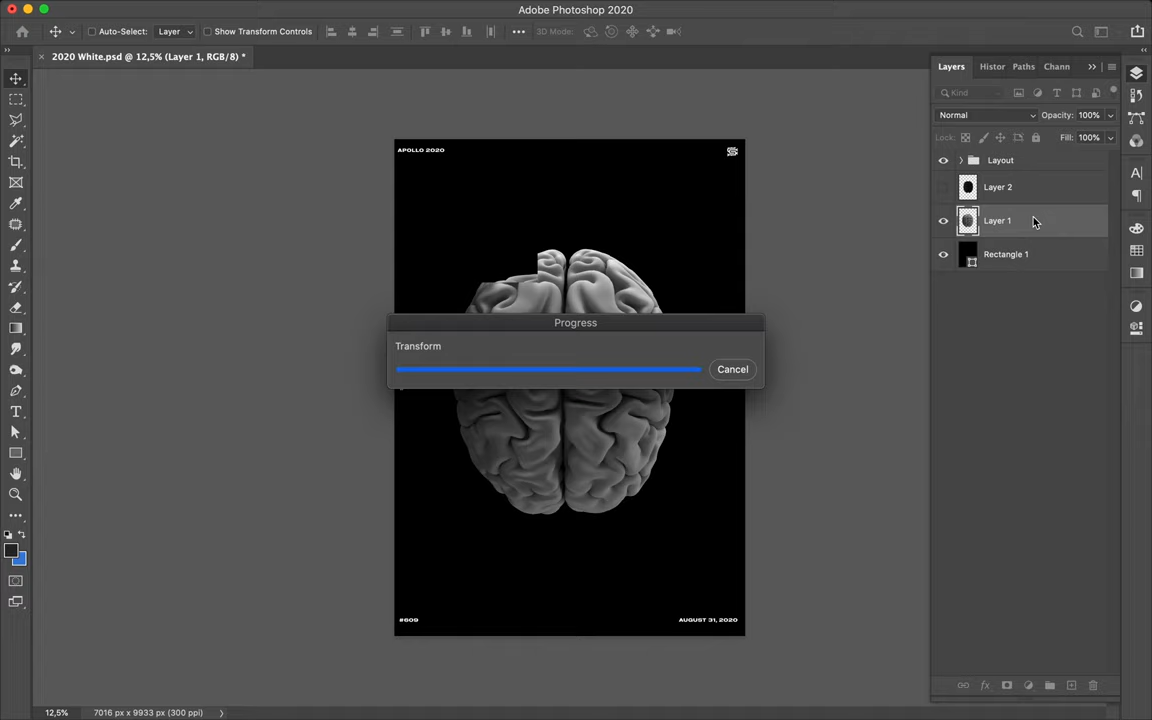 Adobe Photoshop 2020
Auto-Select: Layer Show Transform Controls 3D Mode:
2020 White.psd @ 12,5% (Layer 1, RGB/8) *
Layers Histor Paths Chann
Kind
Normal Opacity: 100%
Lock: Fill: 100%
Layout
Layer 2
Layer 1
Rectangle 1
APOLLO 2020
Progress
Transform
Cancel
#609 AUGUST 31, 2020
12,5% 7016 px x 9933 px (300 ppi)